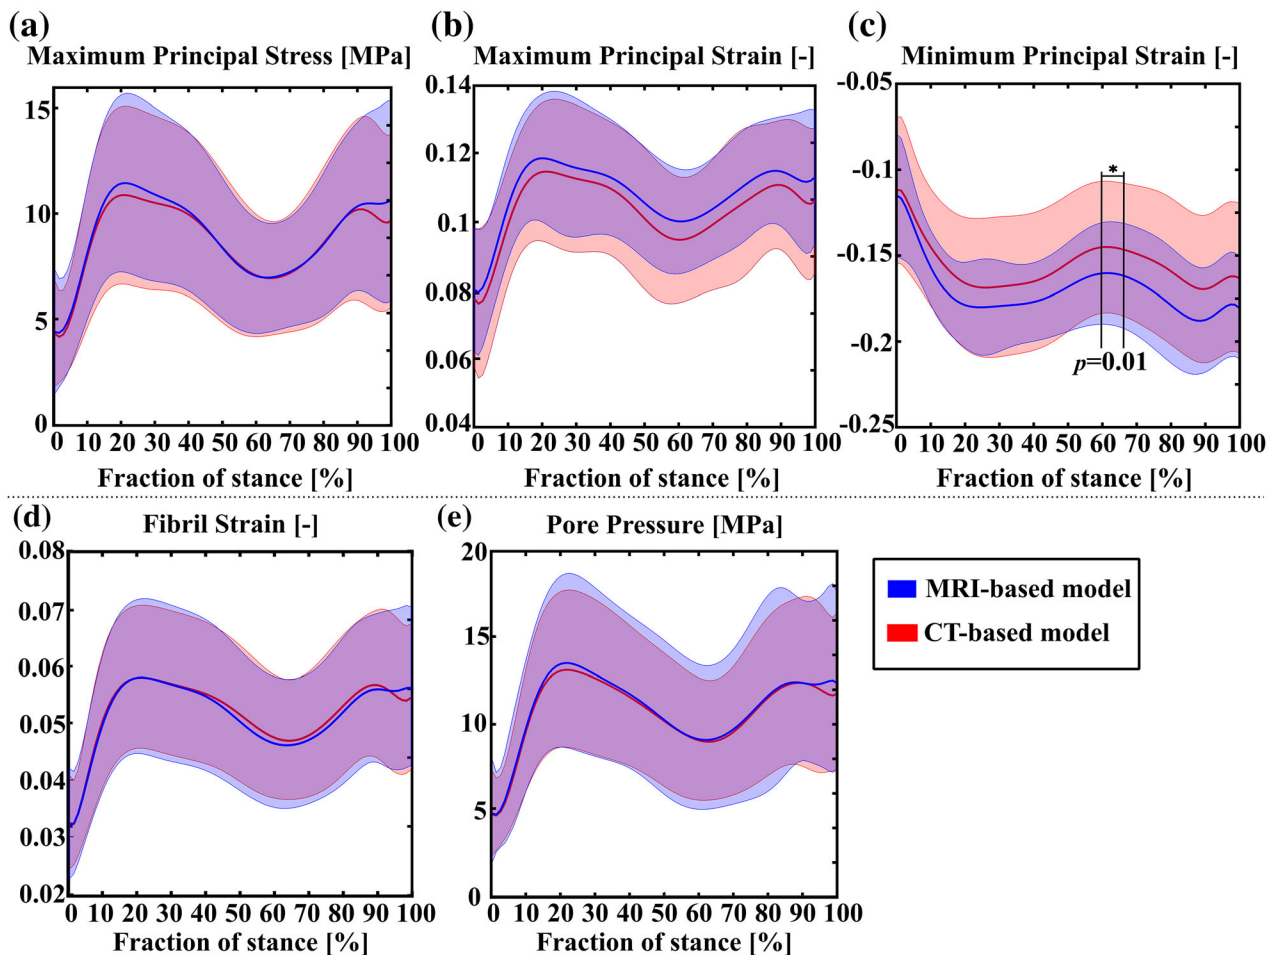 (a)
Maximum Principal Stress [MPa]
15
10
5
0
0 10 20 30 40 50 60 70 80 90 100
Fraction of stance [%]
(b)
Maximum Principal Strain [-]
0.14
0.12
0.1
0.08
0.06
0.04
0 10 20 30 40 50 60 70 80 90 100
Fraction of stance [%]
(c)
Minimum Principal Strain [-]
-0.05
-0.1
-0.15
-0.2
-0.25
*
p=0.01
0 10 20 30 40 50 60 70 80 90 100
Fraction of stance [%]
(d)
Fibril Strain [-]
0.08
0.07
0.06
0.05
0.04
0.03
0.02
0 10 20 30 40 50 60 70 80 90 100
Fraction of stance [%]
(e)
Pore Pressure [MPa]
20
15
10
5
0
0 10 20 30 40 50 60 70 80 90 100
Fraction of stance [%]
MRI-based model
CT-based model